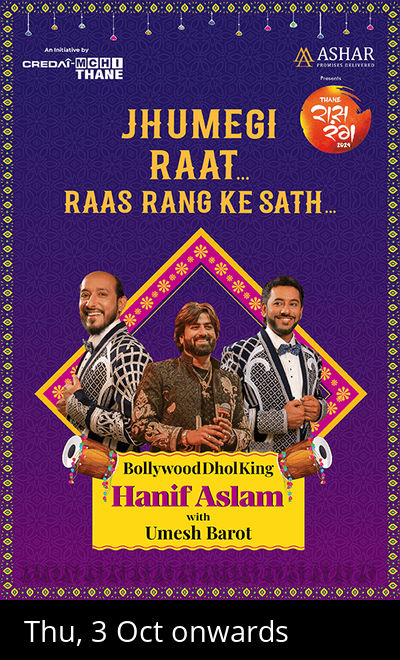 An Initiative by
CREDAI-MCHI
THANE
ASHAR
PROMISES DELIVERED
Presents
THANE
રાસ
રંગ
2024
JHUMEGI
RAAT...
RAAS RANG KE SATH...
Bollywood Dhol King
Hanif Aslam
with
Umesh Barot
Thu, 3 Oct onwards